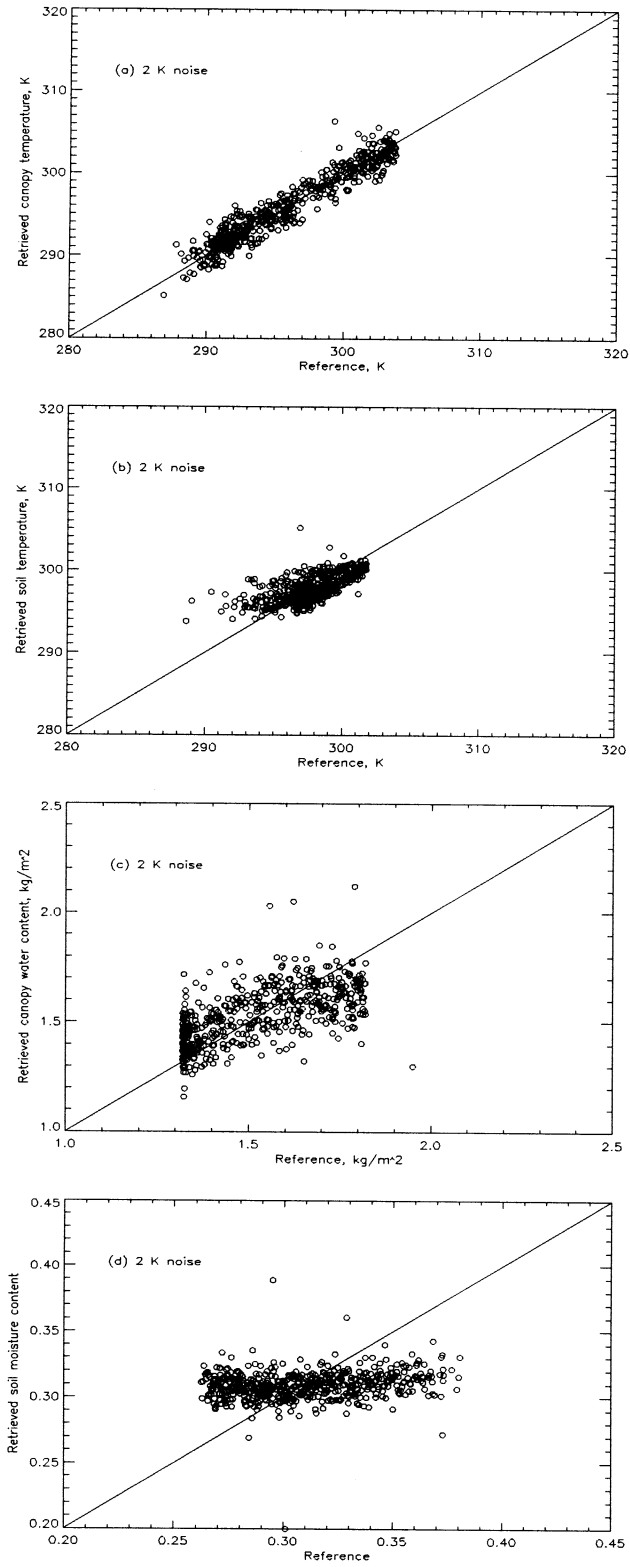 320
310
300
290
280
Retrieved canopy temperature, K
(a) 2 K noise
280 290 300 310 320
Reference, K
320
310
300
290
280
Retrieved soil temperature, K
(b) 2 K noise
280 290 300 310 320
Reference, K
2.5
2.0
1.5
1.0
Retrieved canopy water content, kg/m^2
(c) 2 K noise
1.0 1.5 2.0 2.5
Reference, kg/m^2
0.45
0.40
0.35
0.30
0.25
0.20
Retrieved soil moisture content
(d) 2 K noise
0.20 0.25 0.30 0.35 0.40 0.45
Reference